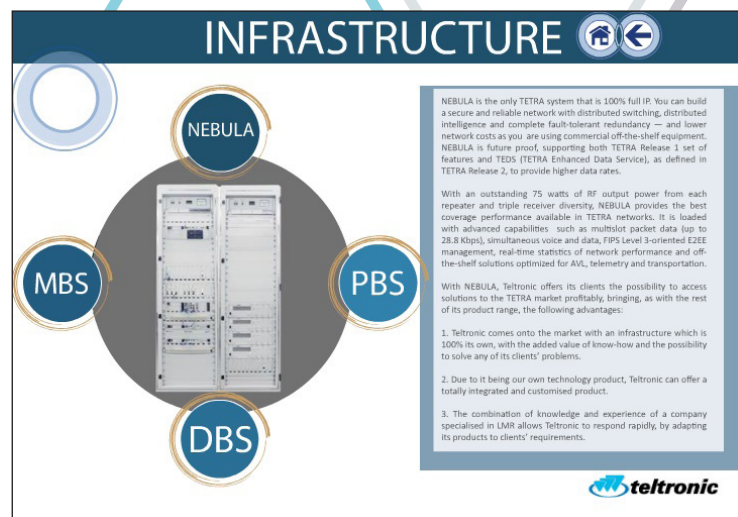 INFRASTRUCTURE
NEBULA
MBS
PBS
DBS
NEBULA is the only TETRA system that is 100% full IP. You can build
a secure and reliable network with distributed switching, distributed
intelligence and complete fault-tolerant redundancy — and lower
network costs as you are using commercial off-the-shelf equipment.
NEBULA is future proof, supporting both TETRA Release 1 set of
features and TEDS (TETRA Enhanced Data Service), as defined in
TETRA Release 2, to provide higher data rates.
With an outstanding 75 watts of RF output power from each
repeater and triple receiver diversity, NEBULA provides the best
coverage performance available in TETRA networks. It is loaded
with advanced capabilities such as multislot packet data (up to
28.8 Kbps), simultaneous voice and data, FIPS Level 3-oriented E2EE
management, real-time statistics of network performance and off-
the-shelf solutions optimized for AVL, telemetry and transportation.
With NEBULA, Teltronic offers its clients the possibility to access
solutions to the TETRA market profitably, bringing, as with the rest
of its product range, the following advantages:
1. Teltronic comes onto the market with an infrastructure which is
100% its own, with the added value of know-how and the possibility
to solve any of its clients' problems.
2. Due to it being our own technology product, Teltronic can offer a
totally integrated and customised product.
3. The combination of knowledge and experience of a company
specialised in LMR allows Teltronic to respond rapidly, by adapting
its products to clients' requirements.
teltronic